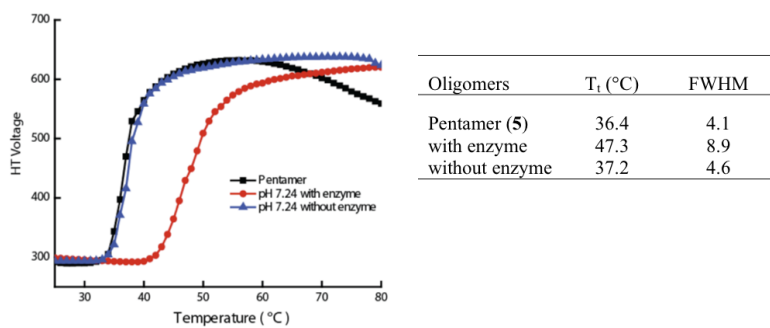 700
600
500
400
300
HT Voltage
Pentamer
pH 7.24 with enzyme
pH 7.24 without enzyme
30 40 50 60 70 80
Temperature ( °C)
Oligomers Tt (°C) FWHM
Pentamer (5) 36.4 4.1
with enzyme 47.3 8.9
without enzyme 37.2 4.6